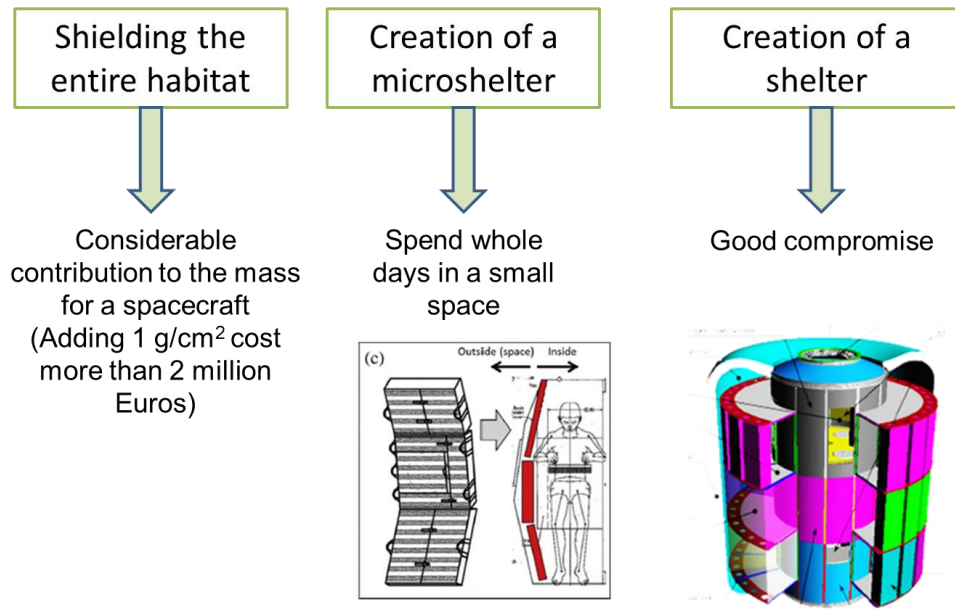 Shielding the
entire habitat
Considerable
contribution to the mass
for a spacecraft
(Adding 1 g/cm² cost
more than 2 million
Euros)
Creation of a
microshelter
Spend whole
days in a small
space
(c)
Outside (space)
Inside
Creation of a
shelter
Good compromise